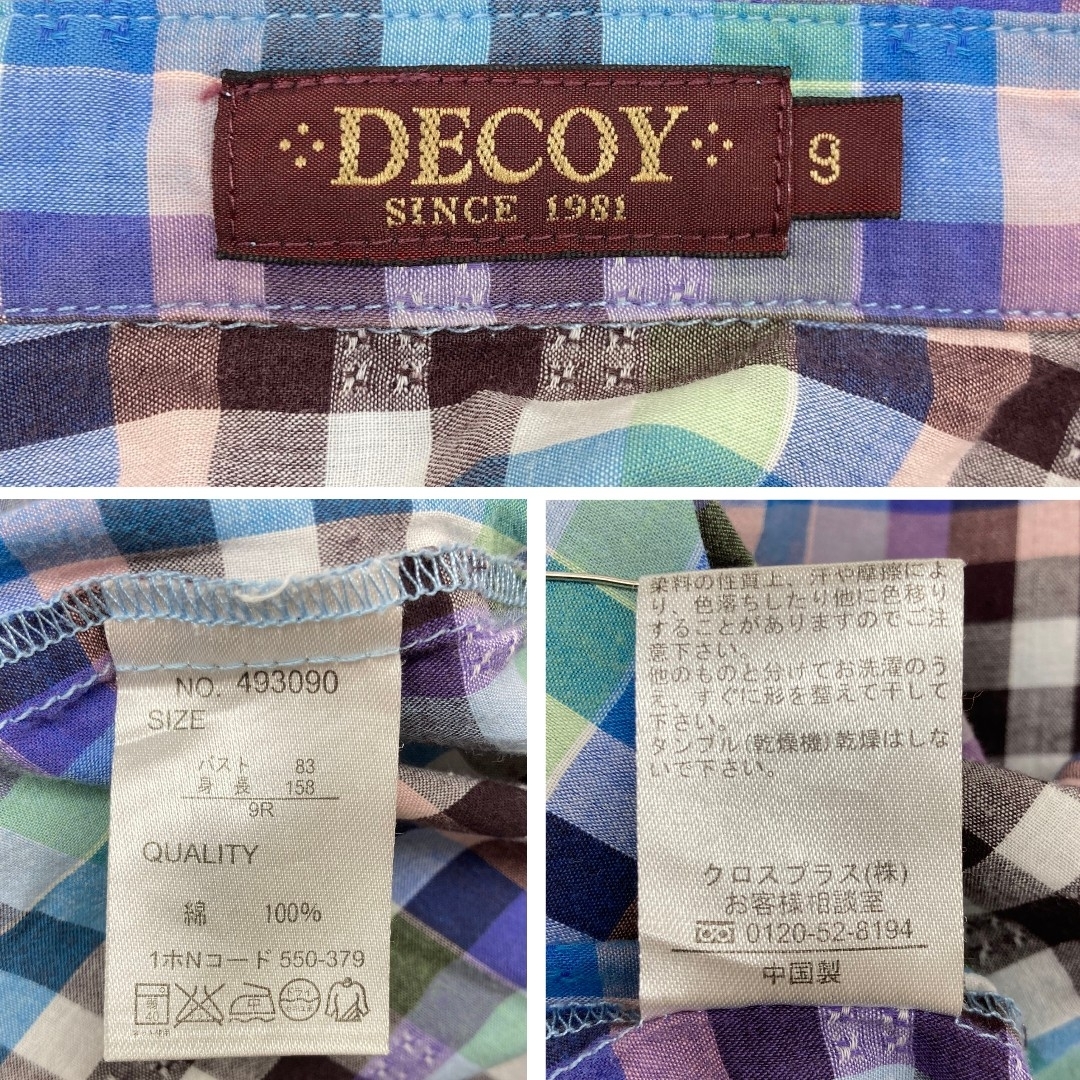 DECOY
SINCE 1981
9
NO. 493090
SIZE
バスト 83
身長 158
9R
QUALITY
綿 100%
1ホNコード 550-379
中
染料の性質上、汗や摩擦によ
り、色落ちしたり他に色移り
することがありますのでご注
意下さい。
他のものと分けてお洗濯のう
え、すぐに形を整えて干して
下さい。
タンブル(乾燥機)乾燥はしな
いで下さい。
クロスプラス(株)
お客様相談室
0120-52-8194
中国製